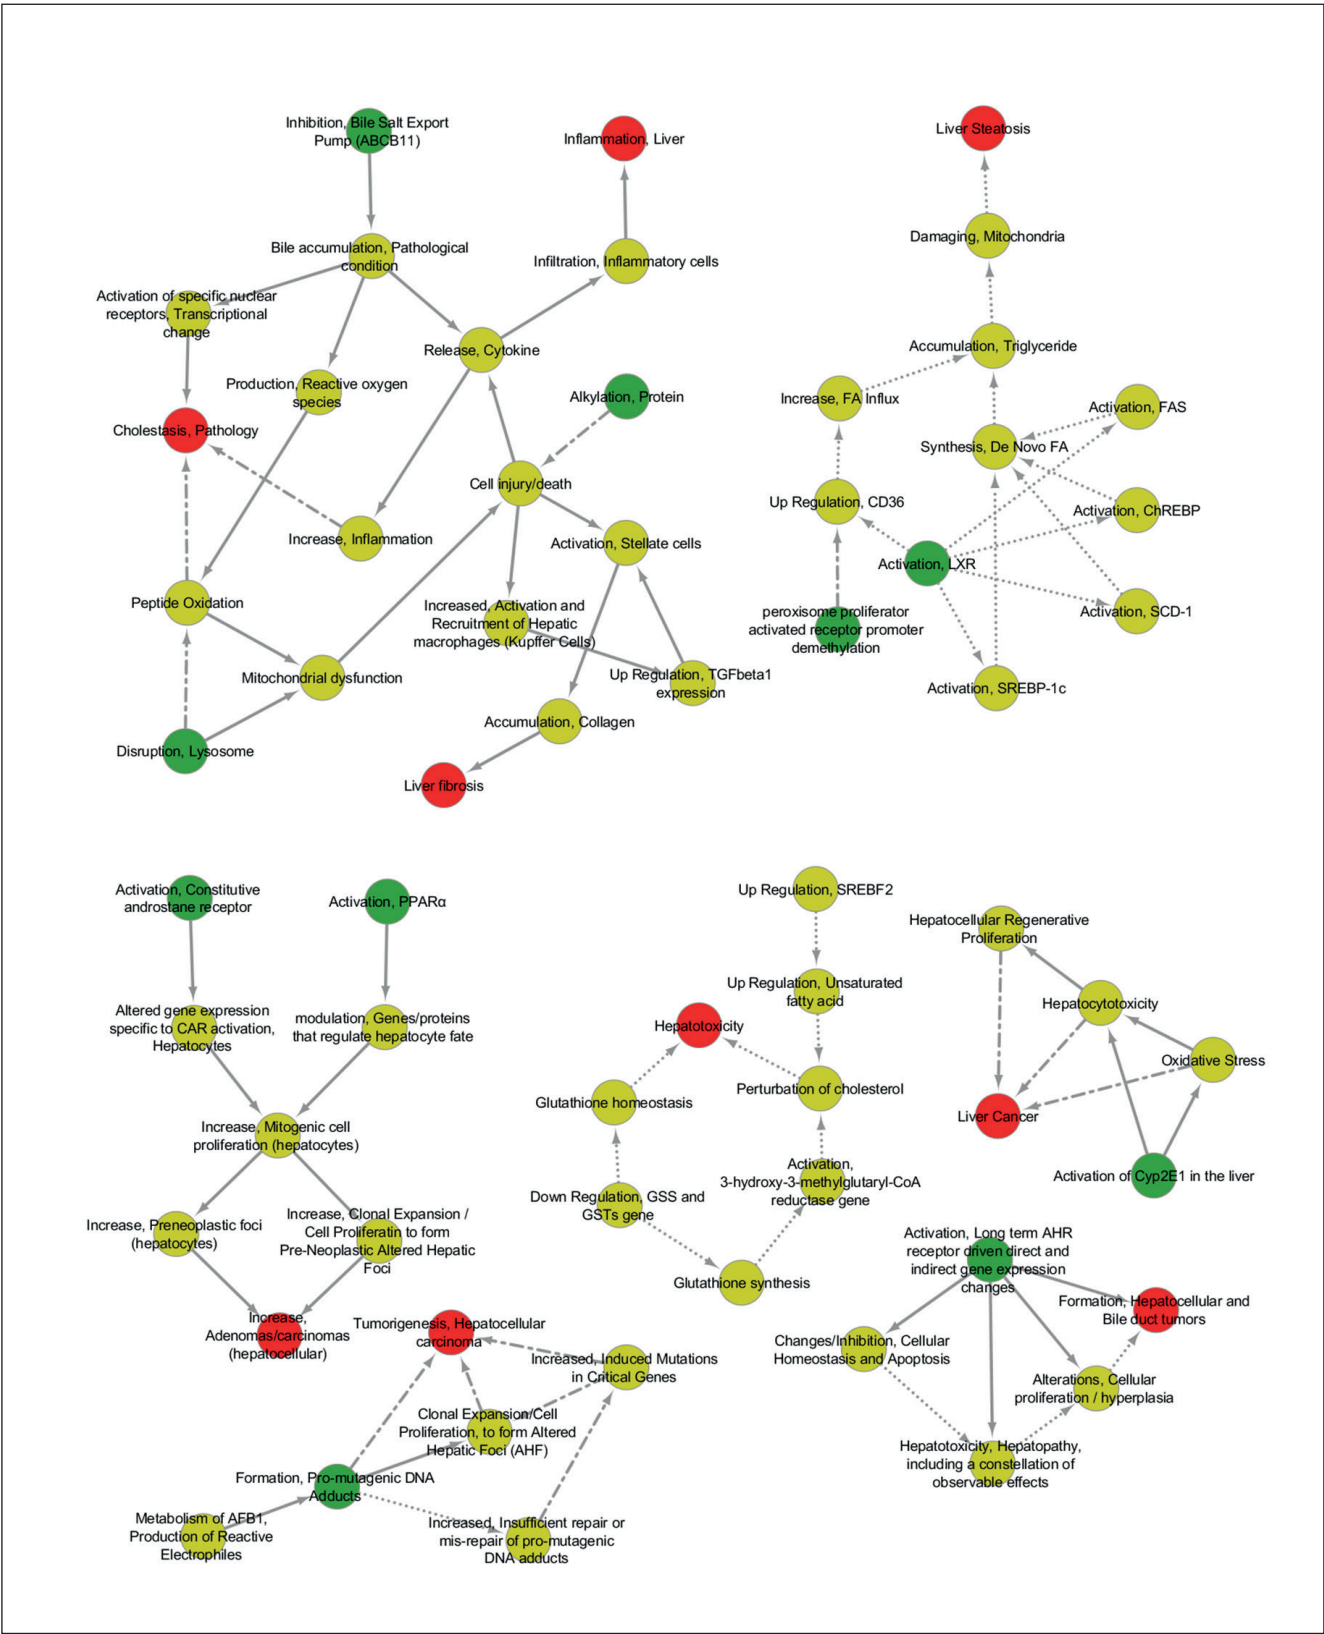 Inhibition, Bile Salt Export
Pump (ABCB11)
Inflammation, Liver
Liver Steatosis
Bile accumulation, Pathological
condition
Infiltration, Inflammatory cells
Damaging, Mitochondria
Activation of specific nuclear
receptors, Transcriptional
change
Release, Cytokine
Accumulation, Triglyceride
Production, Reactive oxygen
species
Alkylation, Protein
Increase, FA Influx
Activation, FAS
Cholestasis, Pathology
Synthesis, De Novo FA
Cell injury/death
Up Regulation, CD36
Activation, ChREBP
Increase, Inflammation
Activation, Stellate cells
Activation, LXR
Peptide Oxidation
Increased, Activation and
Recruitment of Hepatic
macrophages (Kupffer Cells)
peroxisome proliferator
activated receptor promoter
demethylation
Activation, SCD-1
Mitochondrial dysfunction
Up Regulation, TGFbeta1
expression
Activation, SREBP-1c
Accumulation, Collagen
Disruption, Lysosome
Liver fibrosis
Activation, Constitutive
androstane receptor
Activation, PPARα
Up Regulation, SREBF2
Hepatocellular Regenerative
Proliferation
Altered gene expression
specific to CAR activation,
Hepatocytes
modulation, Genes/proteins
that regulate hepatocyte fate
Up Regulation, Unsaturated
fatty acid
Hepatocytotoxicity
Hepatotoxicity
Oxidative Stress
Glutathione homeostasis
Perturbation of cholesterol
Liver Cancer
Increase, Mitogenic cell
proliferation (hepatocytes)
Activation,
3-hydroxy-3-methylglutaryl-CoA
reductase gene
Activation of Cyp2E1 in the liver
Down Regulation, GSS and
GSTs gene
Increase, Preneoplastic foci
(hepatocytes)
Increase, Clonal Expansion /
Cell Proliferatin to form
Pre-Neoplastic Altered Hepatic
Foci
Glutathione synthesis
Activation, Long term AHR
receptor driven direct and
indirect gene expression
changes
Formation, Hepatocellular and
Bile duct tumors
Increase,
Adenomas/carcinomas
(hepatocellular)
Tumorigenesis, Hepatocellular
carcinoma
Changes/Inhibition, Cellular
Homeostasis and Apoptosis
Increased, Induced Mutations
in Critical Genes
Alterations, Cellular
proliferation / hyperplasia
Clonal Expansion/Cell
Proliferation, to form Altered
Hepatic Foci (AHF)
Hepatotoxicity, Hepatopathy,
including a constellation of
observable effects
Formation, Pro-mutagenic DNA
Adducts
Metabolism of AFB1,
Production of Reactive
Electrophiles
Increased, Insufficient repair or
mis-repair of pro-mutagenic
DNA adducts